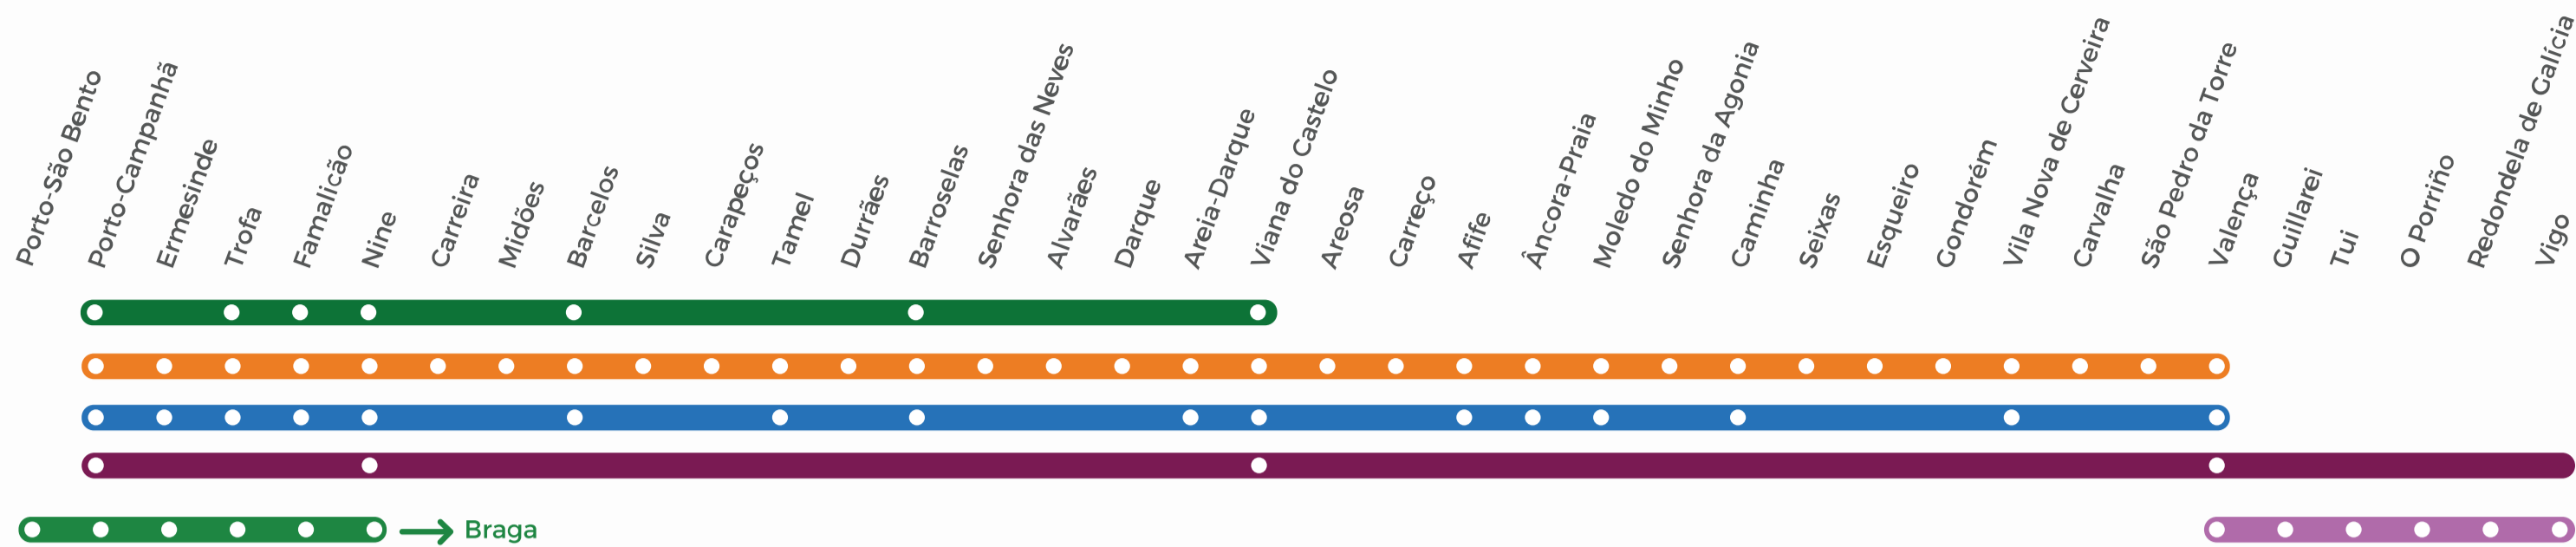 Porto-São Bento
Porto-Campanhã
Ermesinde
Trofa
Famalicão
Nine
Carreira
Midões
Barcelos
Silva
Carapeços
Tamel
Durrães
Barroselas
Senhora das Neves
Alvarães
Darque
Areia-Darque
Viana do Castelo
Areosa
Carreço
Afife
Âncora-Praia
Moledo do Minho
Senhora da Agonia
Caminha
Seixas
Esqueiro
Gondorém
Vila Nova de Cerveira
Carvalha
São Pedro da Torre
Valença
Guillarei
Tui
O Porriño
Redondela de Galícia
Vigo
Braga